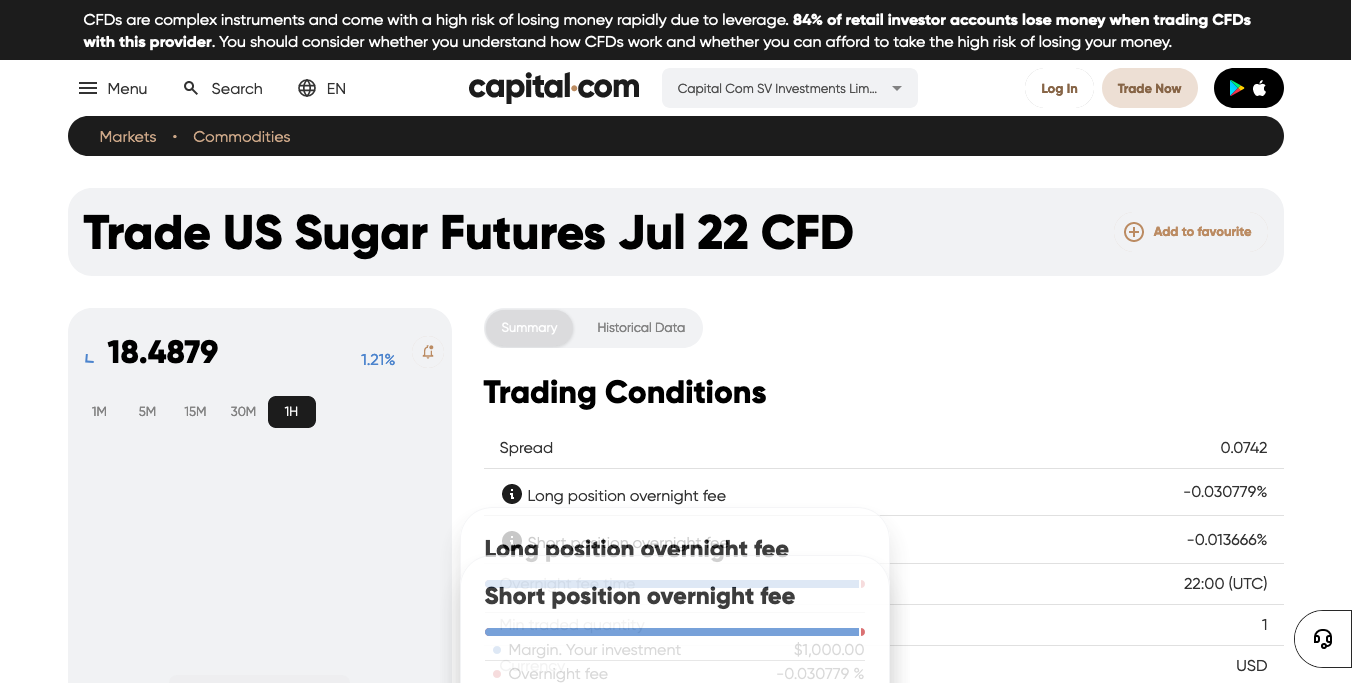 CFDs are complex instruments and come with a high risk of losing money rapidly due to leverage. 84% of retail investor accounts lose money when trading CFDs
with this provider. You should consider whether you understand how CFDs work and whether you can afford to take the high risk of losing your money.
Menu Search EN capital.com Capital Com SV Investments Lim... Log In Trade Now
Markets • Commodities
Trade US Sugar Futures Jul 22 CFD
Add to favourite
18.4879
1.21%
1M 5M 15M 30M 1H
Summary Historical Data
Trading Conditions
Spread 0.0742
Long position overnight fee -0.030779%
Short position overnight fee -0.013666%
Long position overnight fee
Overnight fee time 22:00 (UTC)
Short position overnight fee
Min traded quantity 1
Margin. Your investment $1,000.00
Currency USD
Overnight fee -0.030779 %